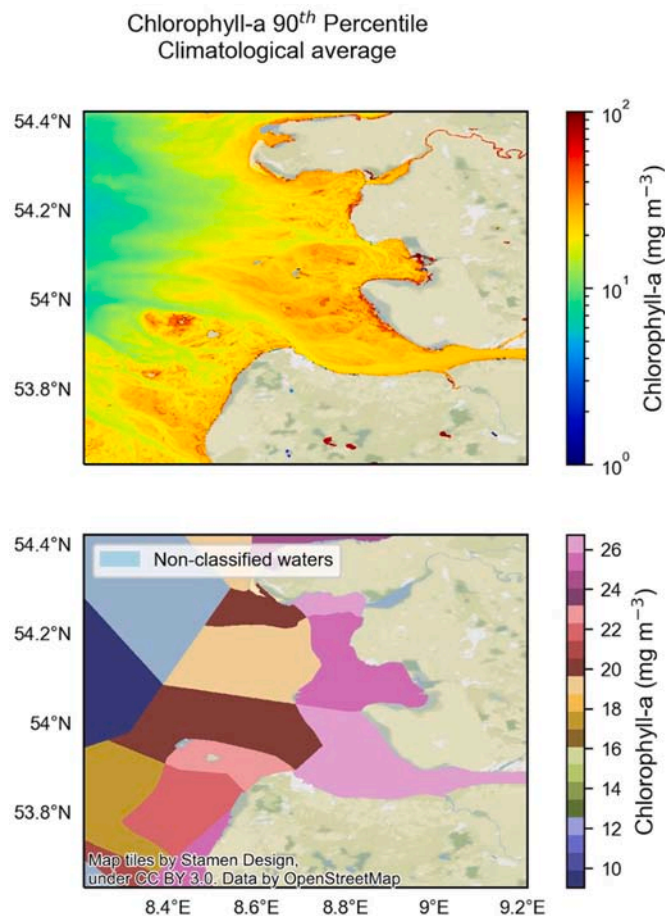 Chlorophyll-a 90th Percentile
Climatological average
54.4°N
54.2°N
54°N
53.8°N
10²
10¹
10⁰
Chlorophyll-a (mg m⁻³)
Non-classified waters
54.4°N
54.2°N
54°N
53.8°N
Map tiles by Stamen Design,
under CC BY 3.0. Data by OpenStreetMap
8.4°E 8.6°E 8.8°E 9°E 9.2°E
26
24
22
20
18
16
14
12
10
Chlorophyll-a (mg m⁻³)